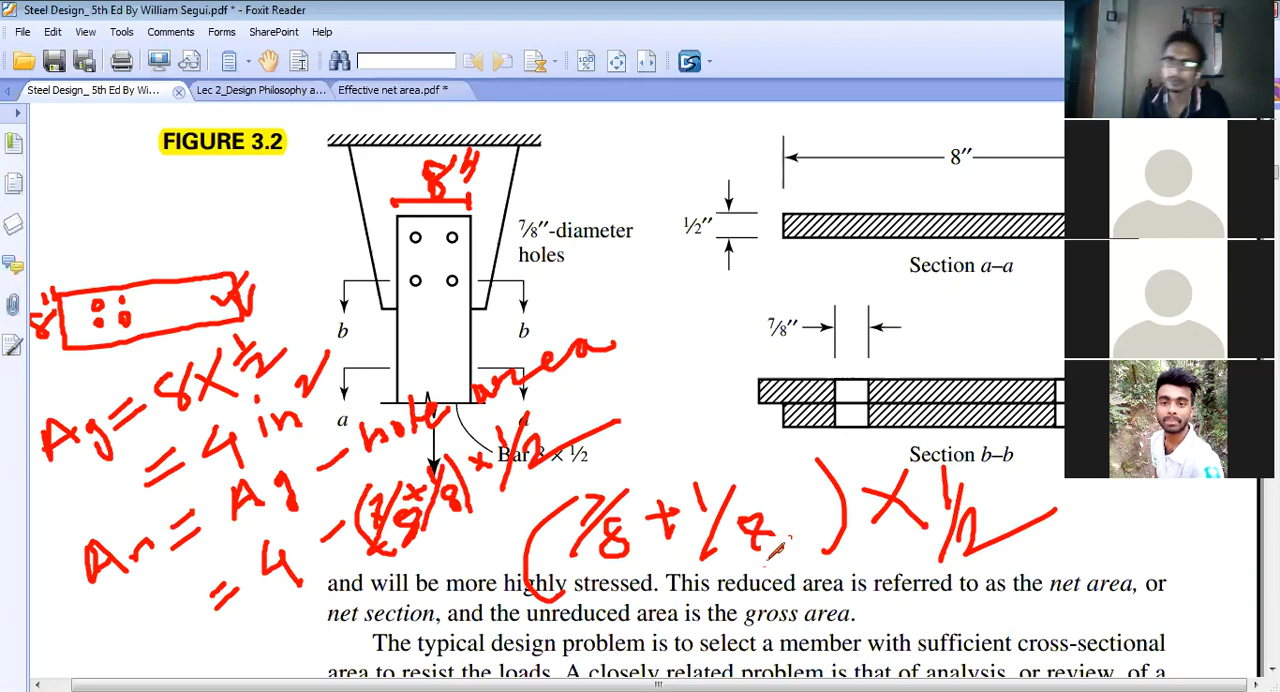 Steel Design_ 5th Ed By William Segui.pdf * - Foxit Reader
File Edit View Tools Comments Forms SharePoint Help
Steel Design_ 5th Ed By Wi... Lec 2_Design Philosophy a... Effective net area.pdf *
FIGURE 3.2
8"
7/8"-diameter
holes
8"
1/2"
Section a–a
7/8"
b b
a a
Bar 8 × 1/2
Section b–b
8"
Ag = 8 × 1/2
= 4 in2
An = Ag - hole area
= 4 - (7/8 + 1/8) × 1/2
(7/8 + 1/8) × 1/2
and will be more highly stressed. This reduced area is referred to as the net area, or
net section, and the unreduced area is the gross area.
The typical design problem is to select a member with sufficient cross-sectional
area to resist the loads. A closely related problem is that of analysis, or review, of a